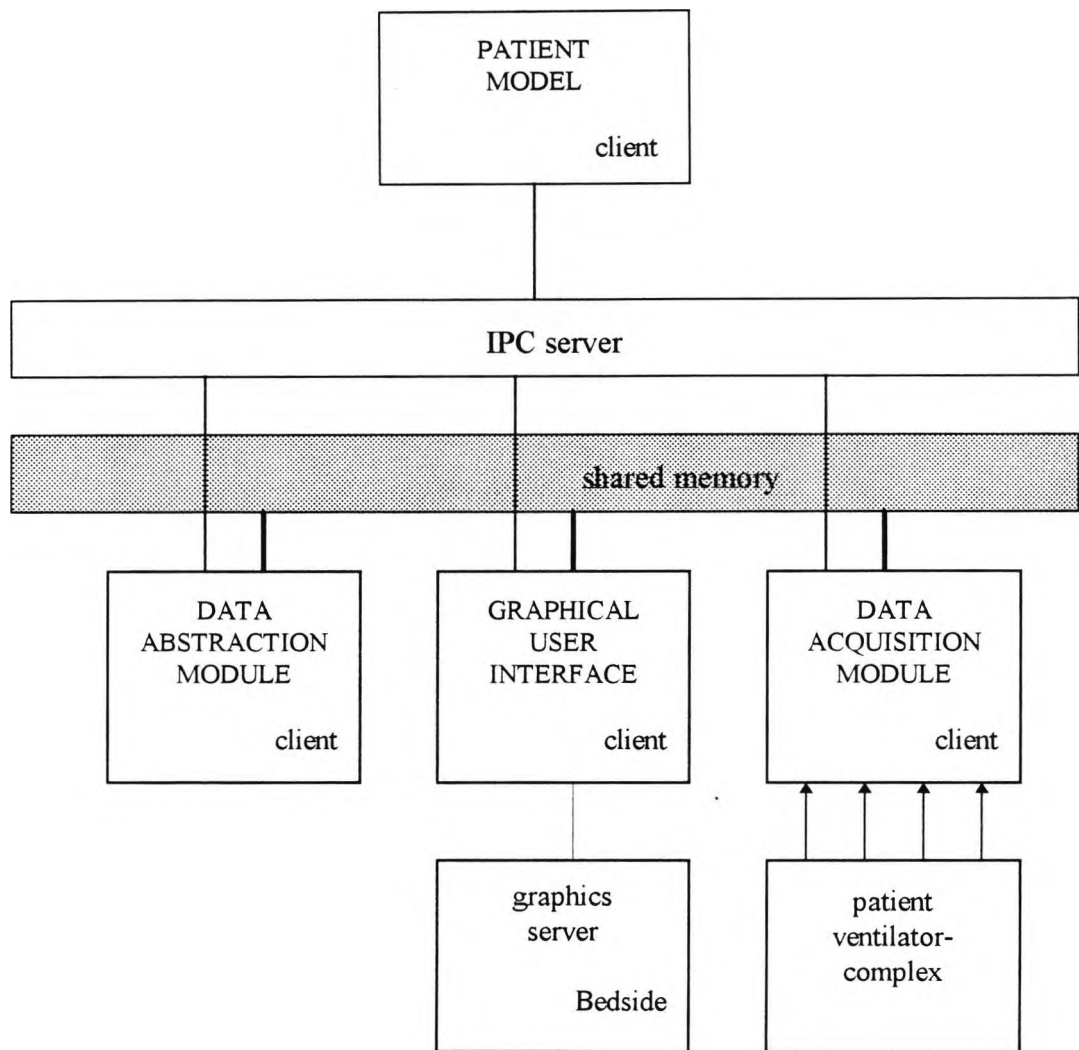 PATIENT
MODEL
client
IPC server
shared memory
DATA
ABSTRACTION
MODULE
client
GRAPHICAL
USER
INTERFACE
client
DATA
ACQUISITION
MODULE
client
graphics
server
Bedside
patient
ventilator-
complex